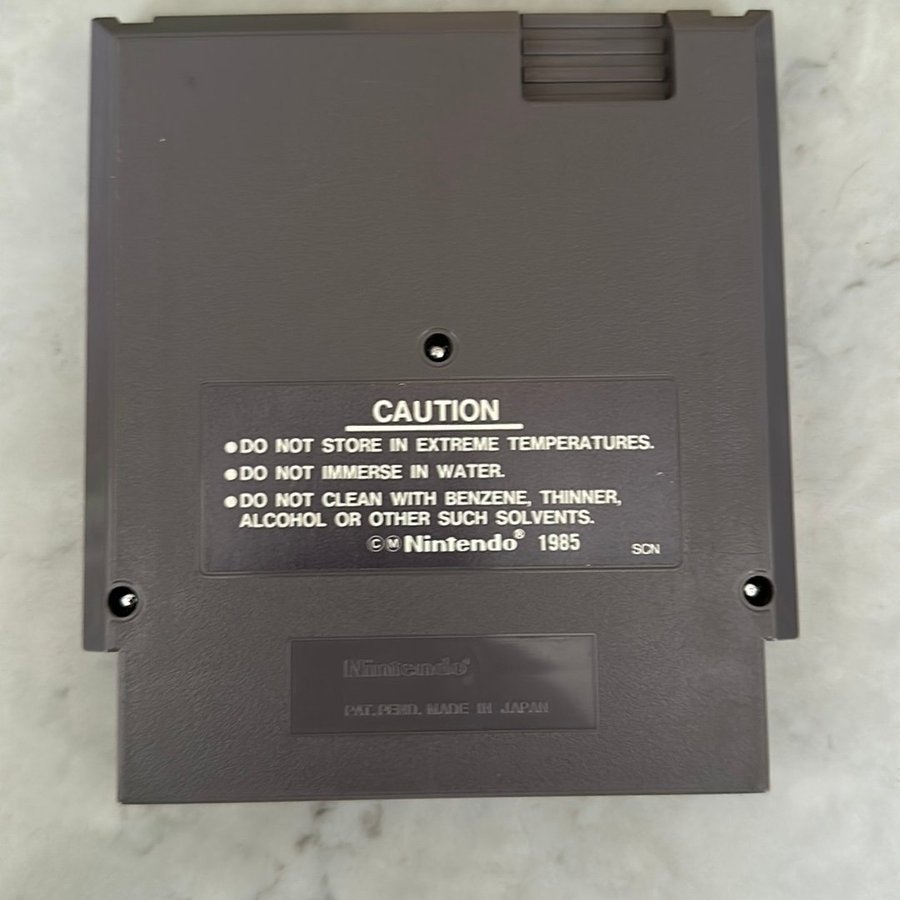 CAUTION
●DO NOT STORE IN EXTREME TEMPERATURES.
●DO NOT IMMERSE IN WATER.
●DO NOT CLEAN WITH BENZENE, THINNER,
ALCOHOL OR OTHER SUCH SOLVENTS.
ⒸⓂNintendo® 1985 SCN
Nintendo®
PAT.PEND. MADE IN JAPAN